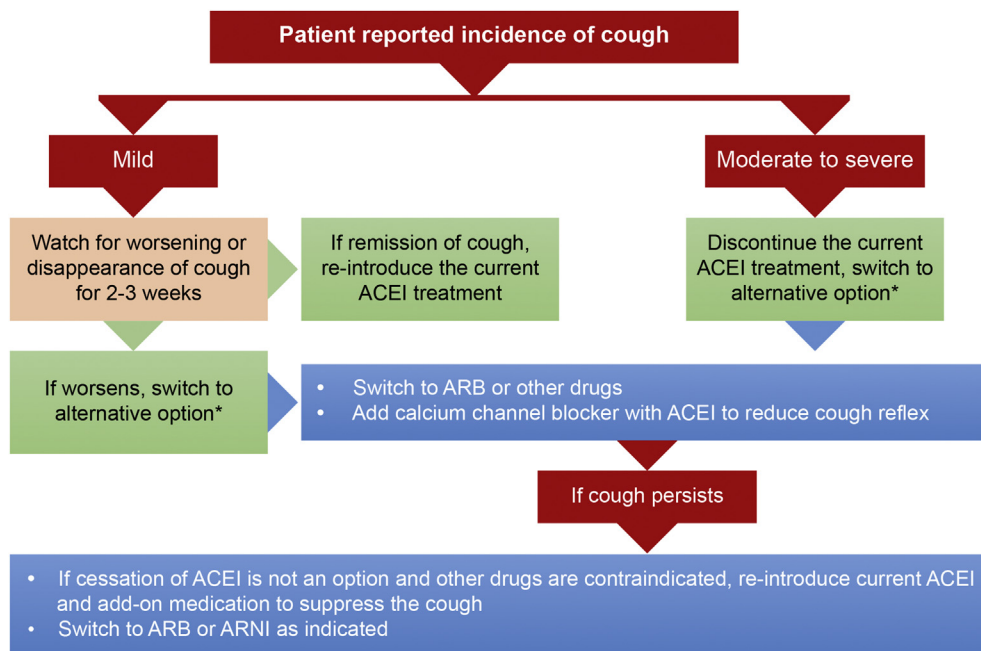 Patient reported incidence of cough
Mild
Moderate to severe
Watch for worsening or
disappearance of cough
for 2-3 weeks
If remission of cough,
re-introduce the current
ACEI treatment
Discontinue the current
ACEI treatment, switch to
alternative option*
If worsens, switch to
alternative option*
• Switch to ARB or other drugs
• Add calcium channel blocker with ACEI to reduce cough reflex
If cough persists
• If cessation of ACEI is not an option and other drugs are contraindicated, re-introduce current ACEI
and add-on medication to suppress the cough
• Switch to ARB or ARNI as indicated